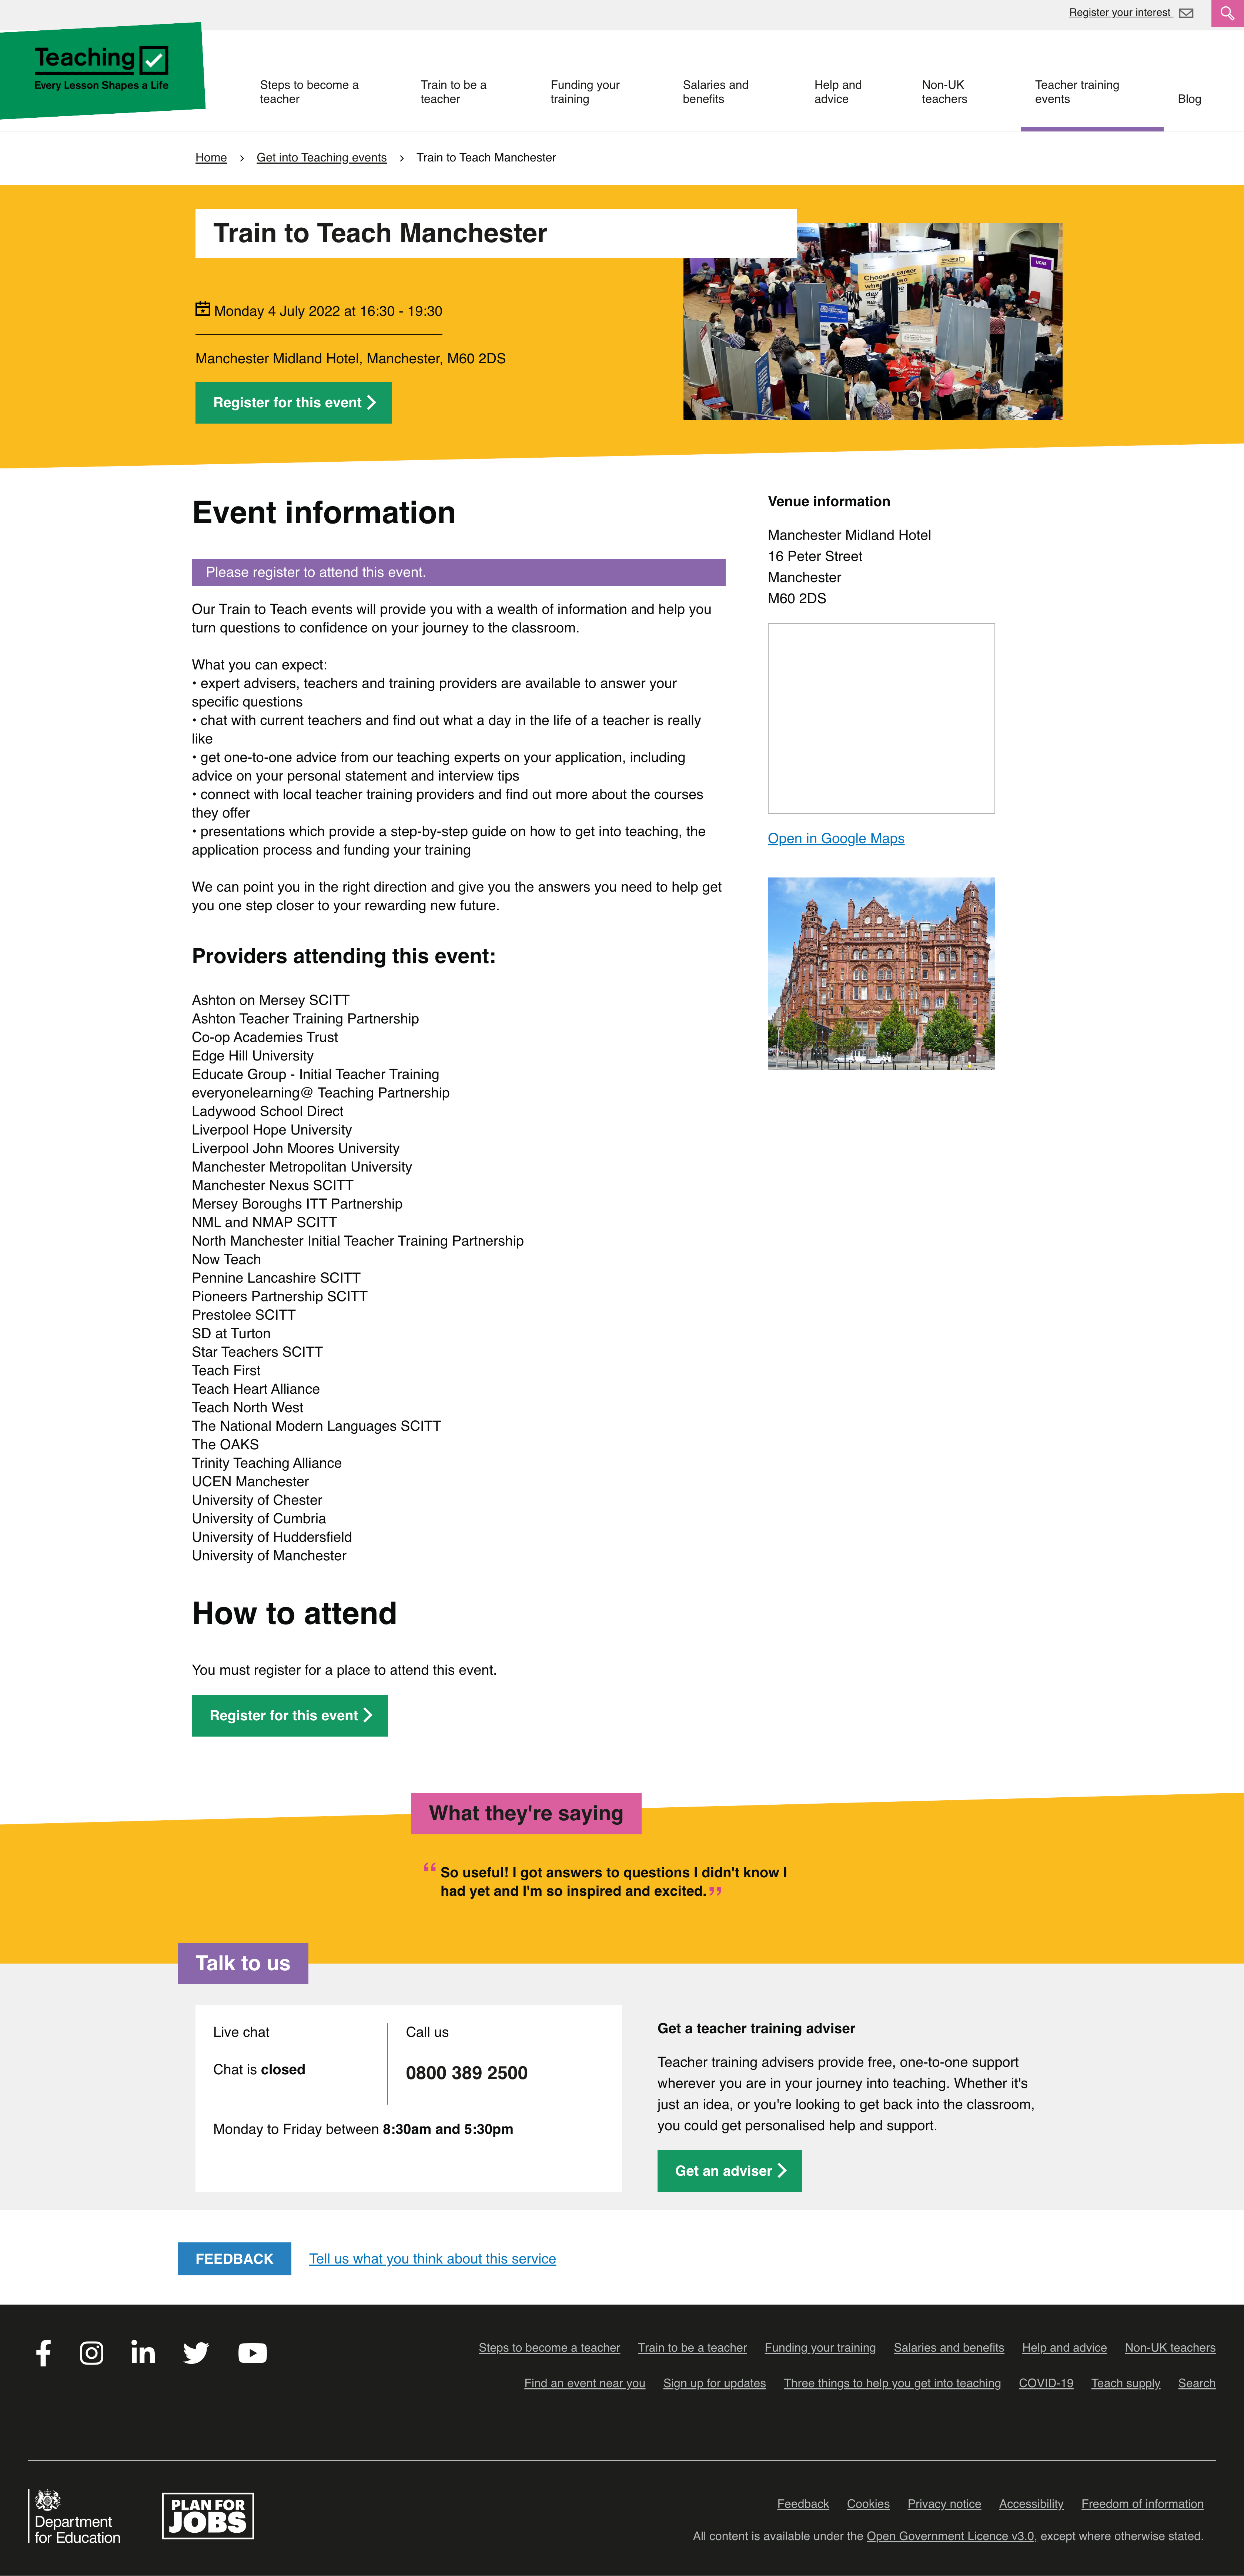 Register your interest
Teaching
Every Lesson Shapes a Life
Steps to become a
teacher
Train to be a
teacher
Funding your
training
Salaries and
benefits
Help and
advice
Non-UK
teachers
Teacher training
events
Blog
Home
Get into Teaching events
Train to Teach Manchester
Train to Teach Manchester
Monday 4 July 2022 at 16:30 - 19:30
Manchester Midland Hotel, Manchester, M60 2DS
Register for this event
Teaching
Choose a career
UCAS
Event information
Please register to attend this event.
Our Train to Teach events will provide you with a wealth of information and help you
turn questions to confidence on your journey to the classroom.
What you can expect:
• expert advisers, teachers and training providers are available to answer your
specific questions
• chat with current teachers and find out what a day in the life of a teacher is really
like
• get one-to-one advice from our teaching experts on your application, including
advice on your personal statement and interview tips
• connect with local teacher training providers and find out more about the courses
they offer
• presentations which provide a step-by-step guide on how to get into teaching, the
application process and funding your training
We can point you in the right direction and give you the answers you need to help get
you one step closer to your rewarding new future.
Providers attending this event:
Ashton on Mersey SCITT
Ashton Teacher Training Partnership
Co-op Academies Trust
Edge Hill University
Educate Group - Initial Teacher Training
everyonelearning@ Teaching Partnership
Ladywood School Direct
Liverpool Hope University
Liverpool John Moores University
Manchester Metropolitan University
Manchester Nexus SCITT
Mersey Boroughs ITT Partnership
NML and NMAP SCITT
North Manchester Initial Teacher Training Partnership
Now Teach
Pennine Lancashire SCITT
Pioneers Partnership SCITT
Prestolee SCITT
SD at Turton
Star Teachers SCITT
Teach First
Teach Heart Alliance
Teach North West
The National Modern Languages SCITT
The OAKS
Trinity Teaching Alliance
UCEN Manchester
University of Chester
University of Cumbria
University of Huddersfield
University of Manchester
Venue information
Manchester Midland Hotel
16 Peter Street
Manchester
M60 2DS
Open in Google Maps
How to attend
You must register for a place to attend this event.
Register for this event
What they're saying
“ So useful! I got answers to questions I didn't know I
had yet and I'm so inspired and excited. ”
Talk to us
Live chat
Chat is closed
Call us
0800 389 2500
Monday to Friday between 8:30am and 5:30pm
Get a teacher training adviser
Teacher training advisers provide free, one-to-one support
wherever you are in your journey into teaching. Whether it's
just an idea, or you're looking to get back into the classroom,
you could get personalised help and support.
Get an adviser
FEEDBACK
Tell us what you think about this service
Steps to become a teacher Train to be a teacher Funding your training Salaries and benefits Help and advice Non-UK teachers
Find an event near you Sign up for updates Three things to help you get into teaching COVID-19 Teach supply Search
Department
for Education
PLAN FOR
JOBS
Feedback Cookies Privacy notice Accessibility Freedom of information
All content is available under the Open Government Licence v3.0, except where otherwise stated.